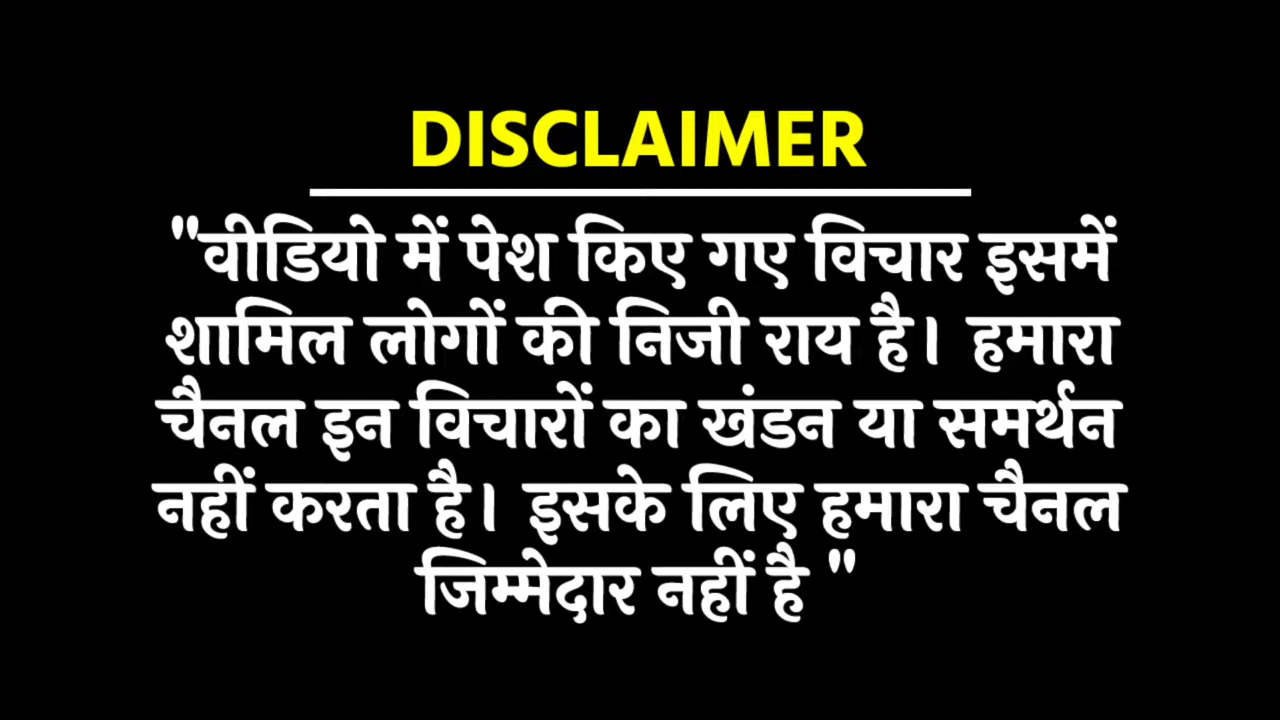 DISCLAIMER
"वीडियो में पेश किए गए विचार इसमें
शामिल लोगों की निजी राय है। हमारा
चैनल इन विचारों का खंडन या समर्थन
नहीं करता है। इसके लिए हमारा चैनल
जिम्मेदार नहीं है "